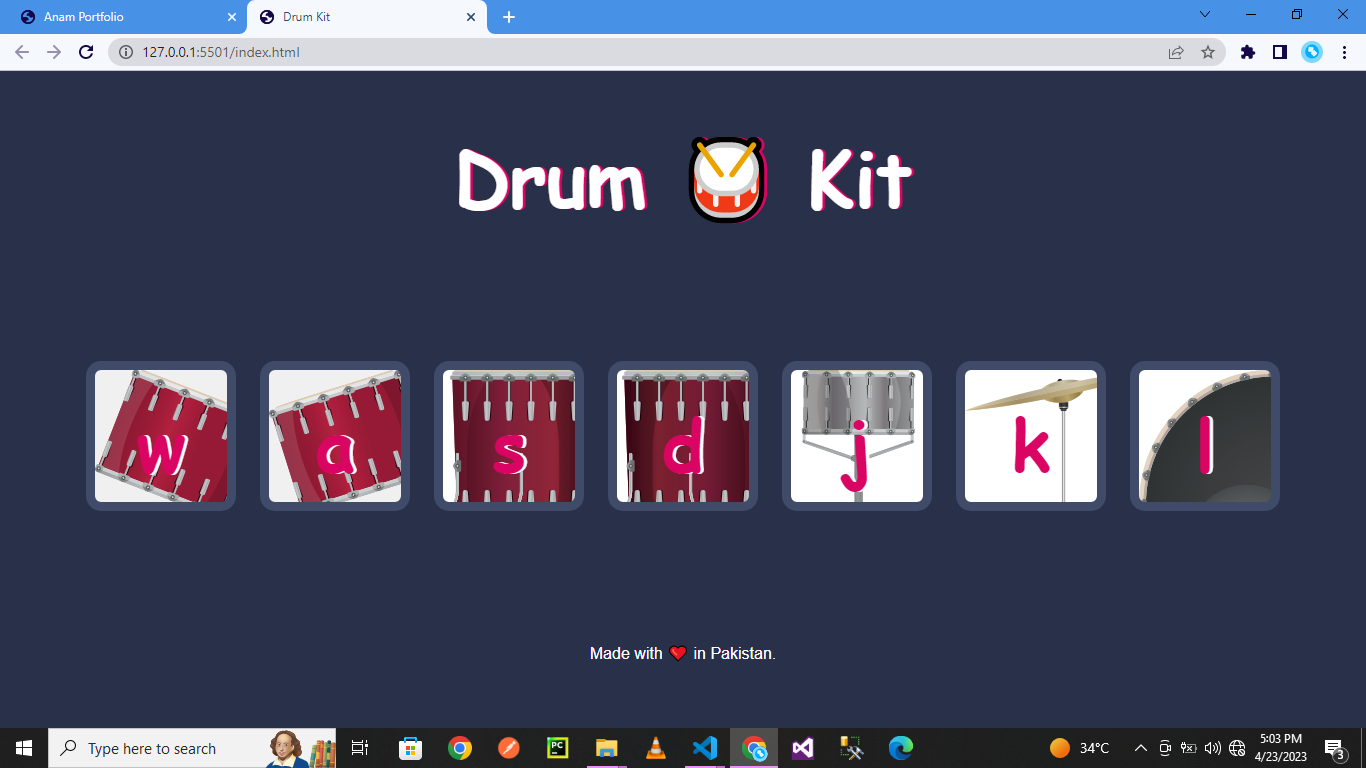 Anam Portfolio
Drum Kit
127.0.0.1:5501/index.html
Drum 🥁 Kit
w a s d j k l
Made with ❤️ in Pakistan.
Type here to search
PC
34°C
5:03 PM
4/23/2023
3